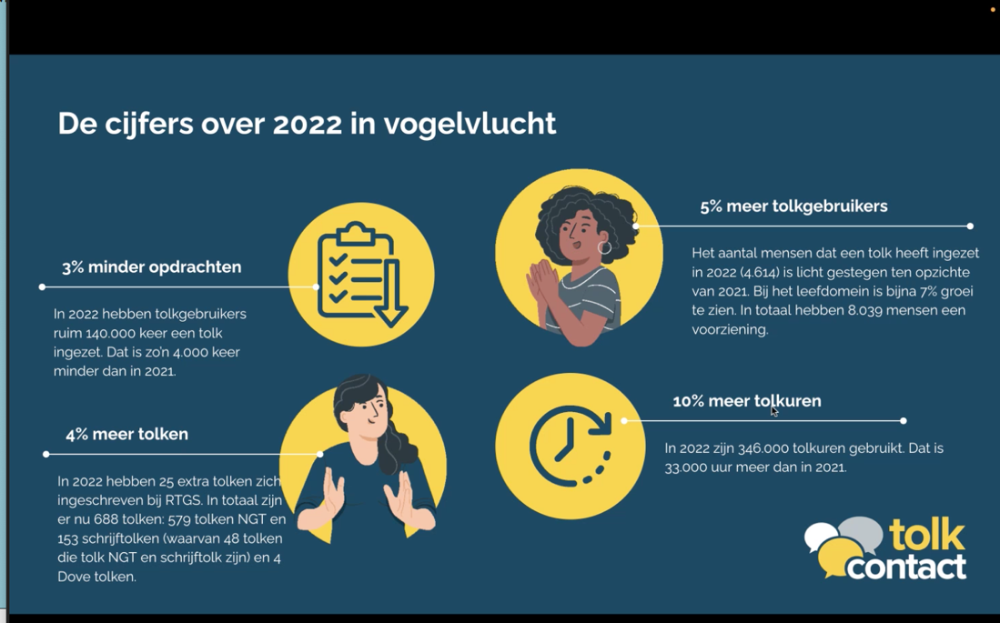 De cijfers over 2022 in vogelvlucht
3% minder opdrachten
In 2022 hebben tolkgebruikers
ruim 140.000 keer een tolk
ingezet. Dat is zo'n 4.000 keer
minder dan in 2021.
4% meer tolken
In 2022 hebben 25 extra tolken zich
ingeschreven bij RTGS. In totaal zijn
er nu 688 tolken: 579 tolken NGT en
153 schrijftolken (waarvan 48 tolken
die tolk NGT en schrijftolk zijn) en 4
Dove tolken.
5% meer tolkgebruikers
Het aantal mensen dat een tolk heeft ingezet
in 2022 (4.614) is licht gestegen ten opzichte
van 2021. Bij het leefdomein is bijna 7% groei
te zien. In totaal hebben 8.039 mensen een
voorziening.
10% meer tolkuren
In 2022 zijn 346.000 tolkuren gebruikt. Dat is
33.000 uur meer dan in 2021.
tolk
contact